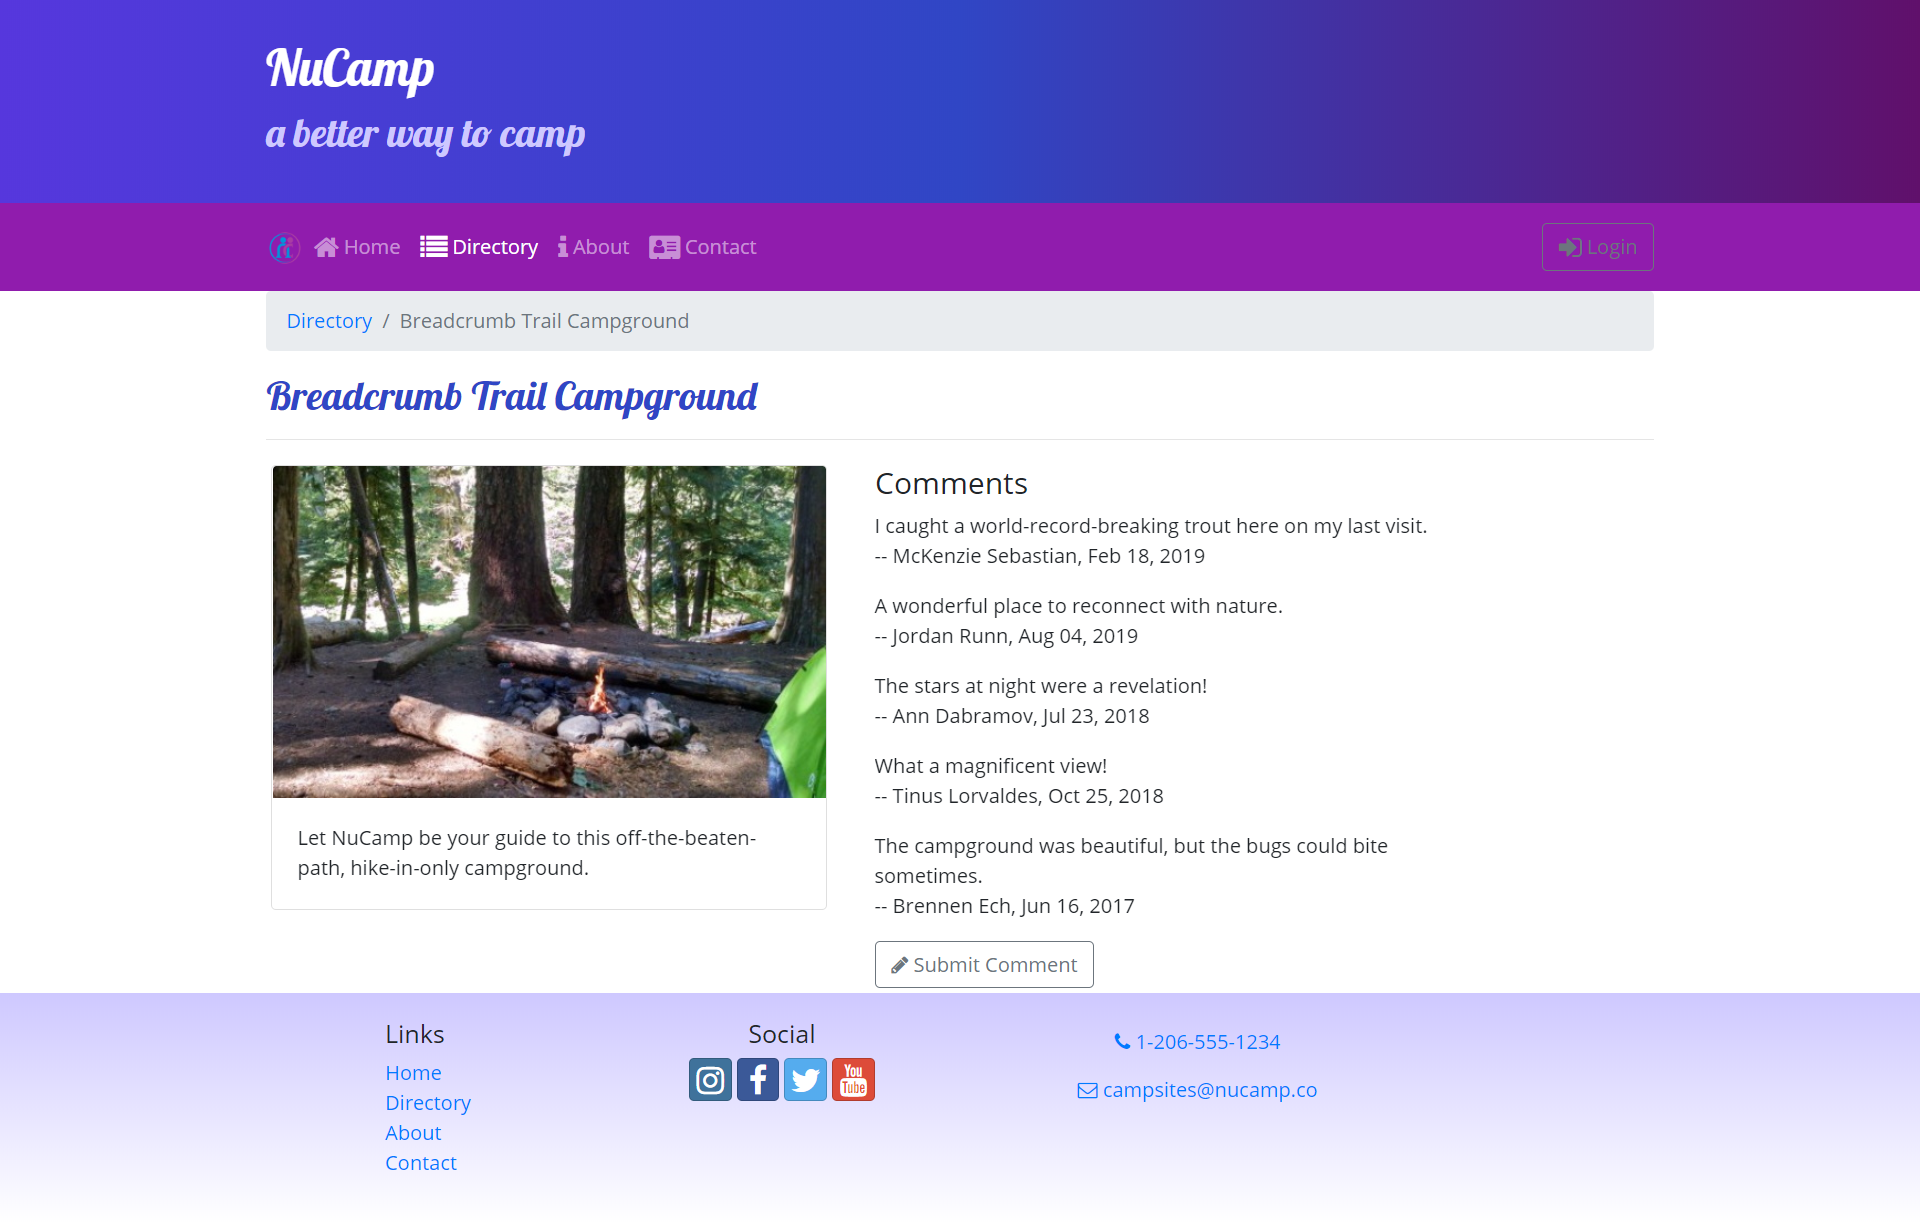 NuCamp
a better way to camp
Home Directory About Contact Login
Directory / Breadcrumb Trail Campground
Breadcrumb Trail Campground
Let NuCamp be your guide to this off-the-beaten-
path, hike-in-only campground.
Comments
I caught a world-record-breaking trout here on my last visit.
-- McKenzie Sebastian, Feb 18, 2019
A wonderful place to reconnect with nature.
-- Jordan Runn, Aug 04, 2019
The stars at night were a revelation!
-- Ann Dabramov, Jul 23, 2018
What a magnificent view!
-- Tinus Lorvaldes, Oct 25, 2018
The campground was beautiful, but the bugs could bite
sometimes.
-- Brennen Ech, Jun 16, 2017
Submit Comment
Links
Home
Directory
About
Contact
Social
You
Tube
1-206-555-1234
campsites@nucamp.co